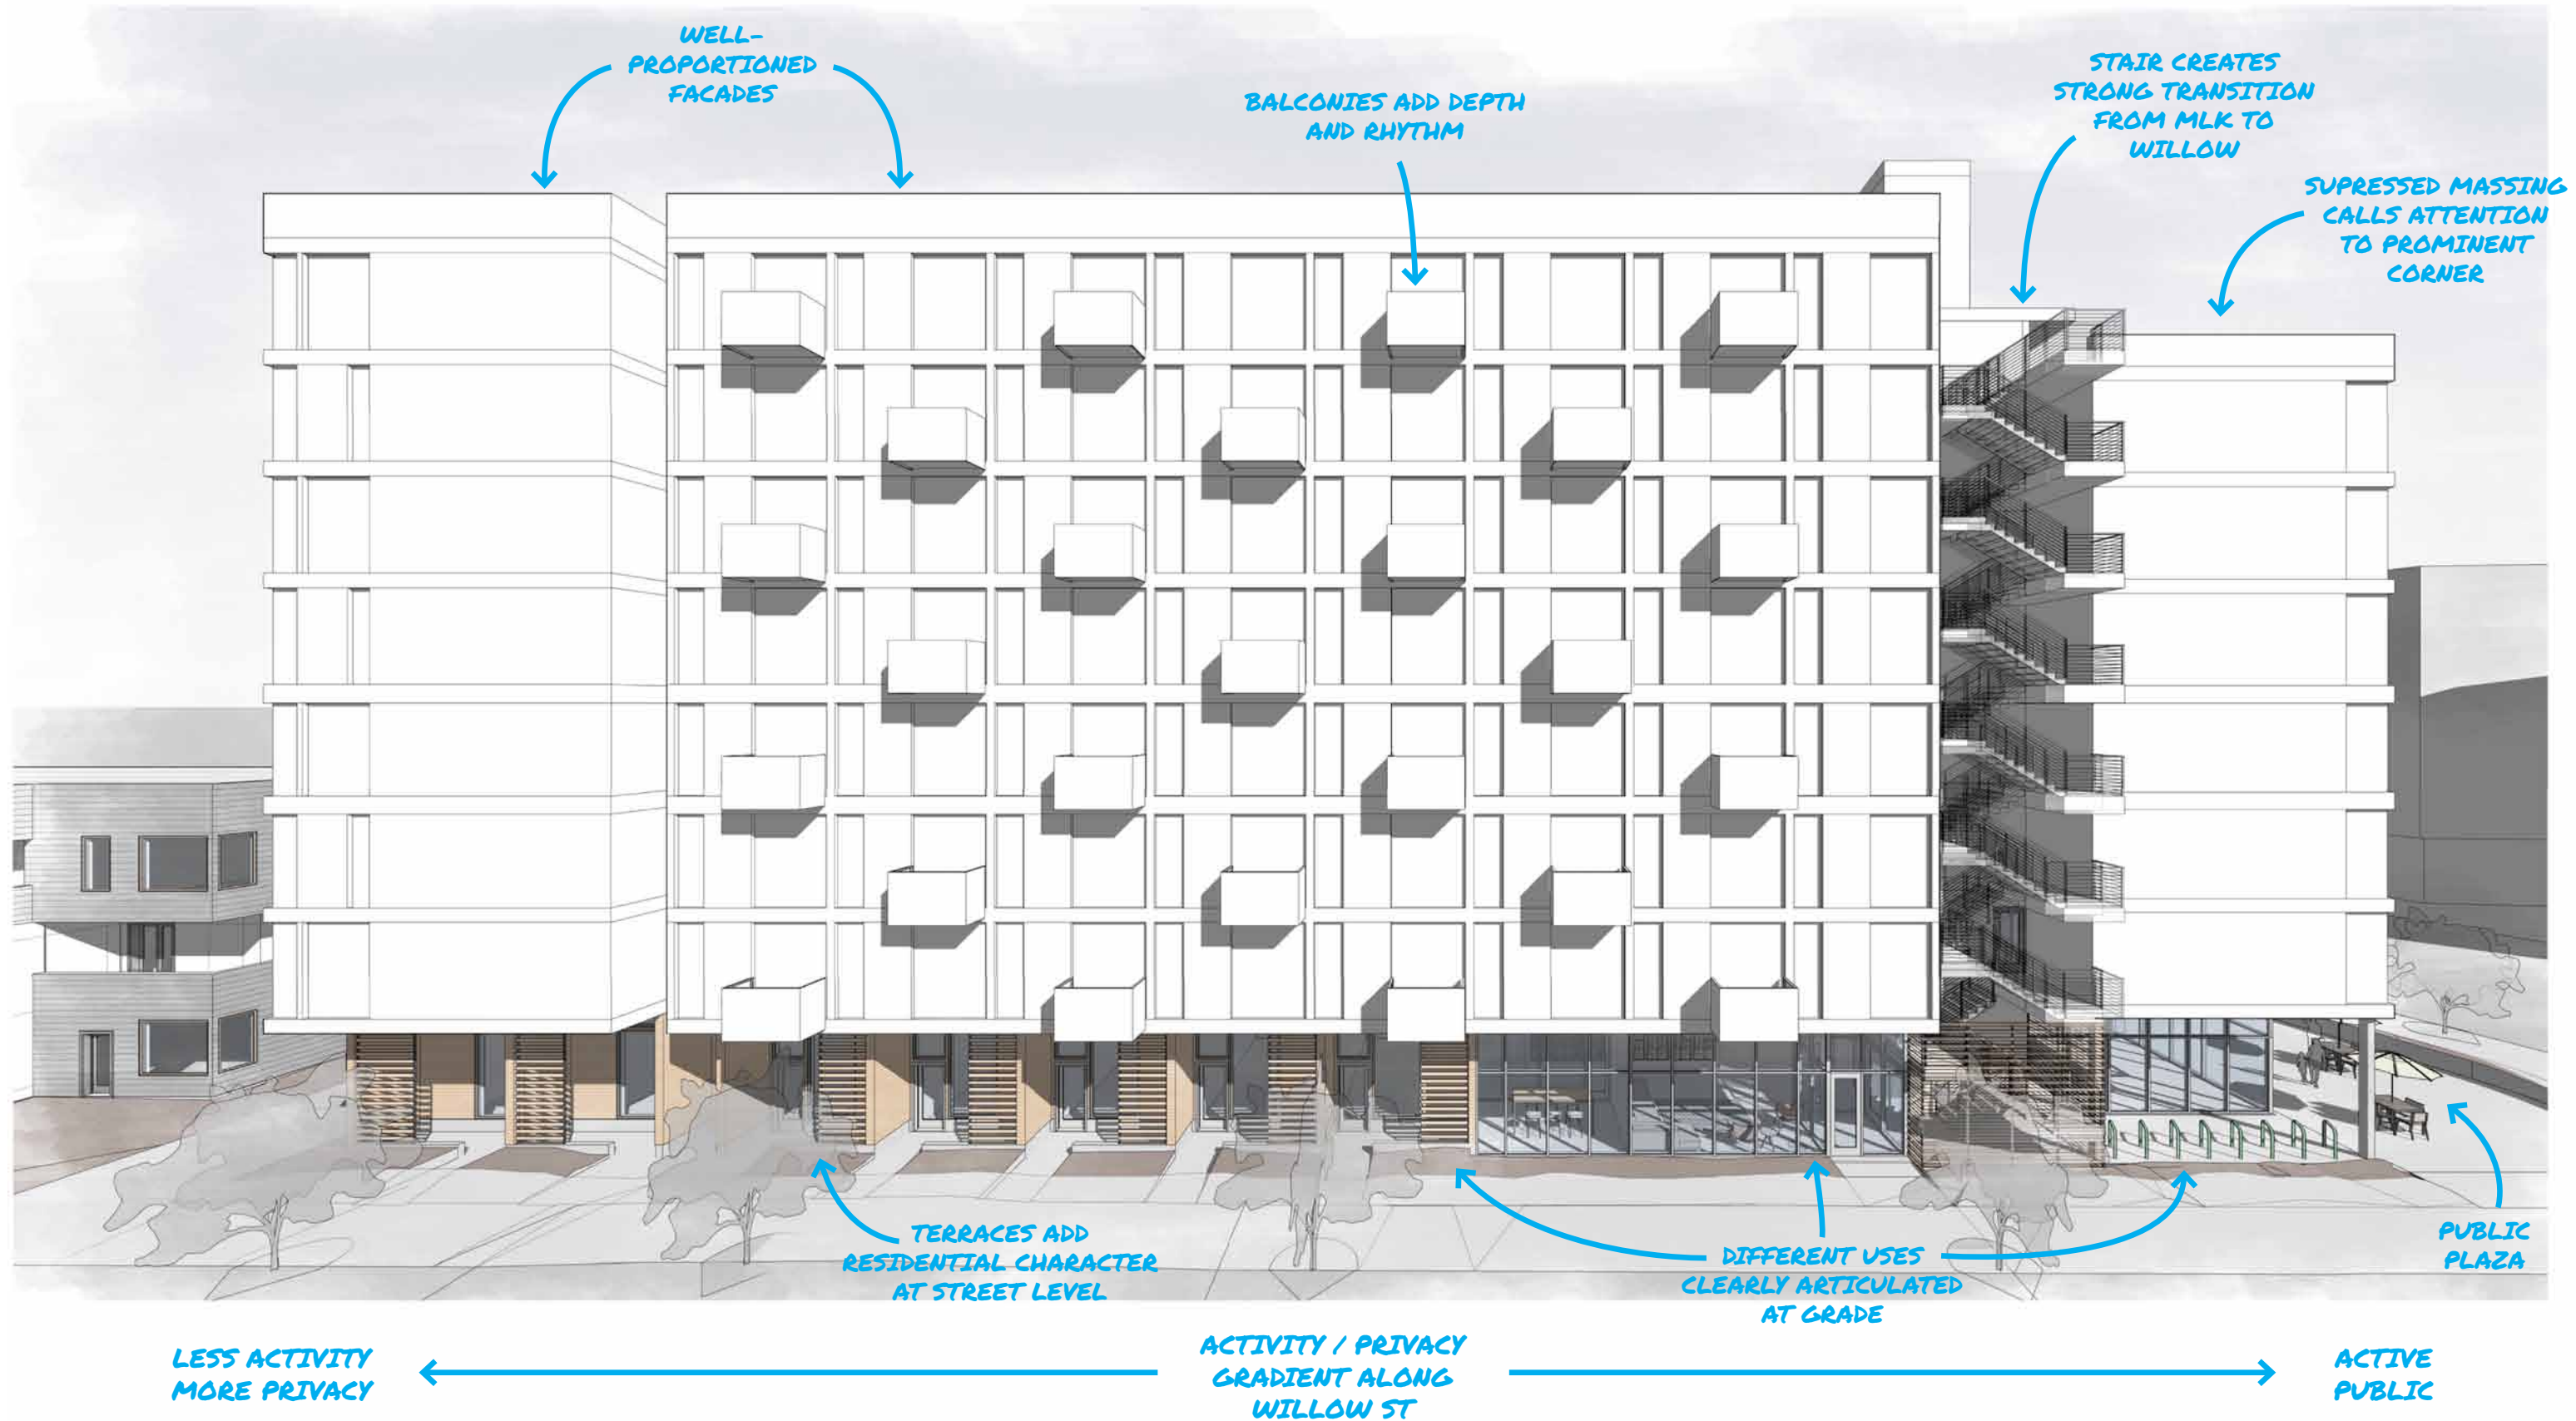 WELL-
PROPORTIONED
FACADES
BALCONIES ADD DEPTH
AND RHYTHM
STAIR CREATES
STRONG TRANSITION
FROM MLK TO
WILLOW
SUPRESSED MASSING
CALLS ATTENTION
TO PROMINENT
CORNER
TERRACES ADD
RESIDENTIAL CHARACTER
AT STREET LEVEL
DIFFERENT USES
CLEARLY ARTICULATED
AT GRADE
PUBLIC
PLAZA
LESS ACTIVITY
MORE PRIVACY
ACTIVITY / PRIVACY
GRADIENT ALONG
WILLOW ST
ACTIVE
PUBLIC